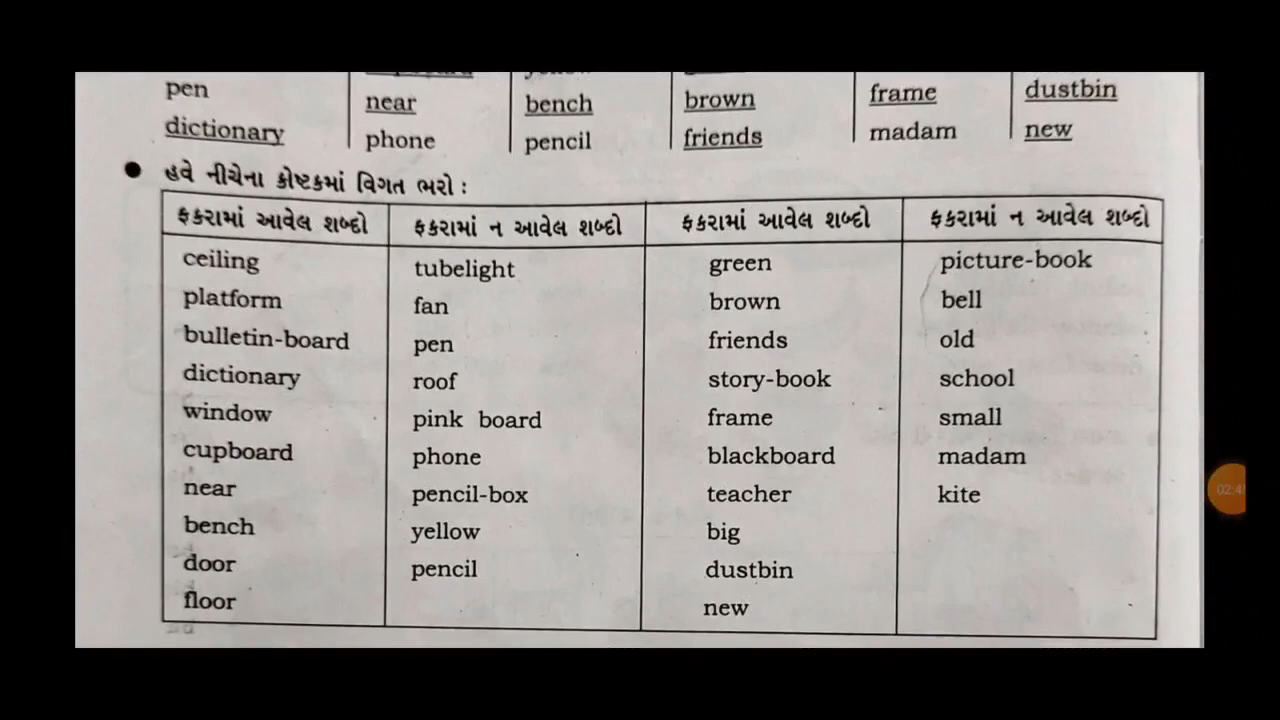 pen near bench brown frame dustbin
dictionary phone pencil friends madam new
● હવે નીચેના કોષ્ટકમાં વિગત ભરો :
ફકરામાં આવેલ શબ્દો ફકરામાં ન આવેલ શબ્દો ફકરામાં આવેલ શબ્દો ફકરામાં ન આવેલ શબ્દો
ceiling tubelight green picture-book
platform fan brown bell
bulletin-board pen friends old
dictionary roof story-book school
window pink board frame small
cupboard phone blackboard madam
near pencil-box teacher kite
bench yellow big
door pencil dustbin
floor new